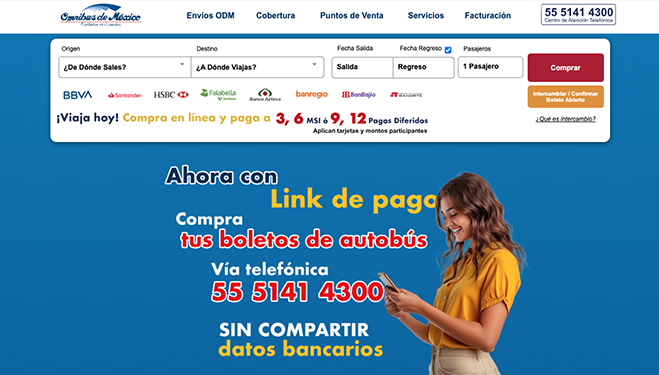 Omnibus de México
Envios ODM
Cobertura
Puntos de Venta
Servicios
Facturación
55 5141 4300
Centro de Atención Telefónica
Origen
Destino
Fecha Salida
Fecha Regreso
Pasajeros
¿De Dónde Sales?
¿A Dónde Viajas?
Salida
Regreso
1 Pasajero
Comprar
BBVA
Santander
HSBC
Falabella
Banco Azteca
banregio
BanBajío
BANORTE
Intercambiar / Confirmar
Boleto Abierto
¡Viaja hoy! Compra en línea y paga a 3, 6 MSI ó 9, 12 Pagos Diferidos
Aplican tarjetas y montos participantes
¿Qué es intercambio?
Ahora con
Link de pago
Compra
tus boletos de autobús
Vía telefónica
55 5141 4300
SIN COMPARTIR
datos bancarios